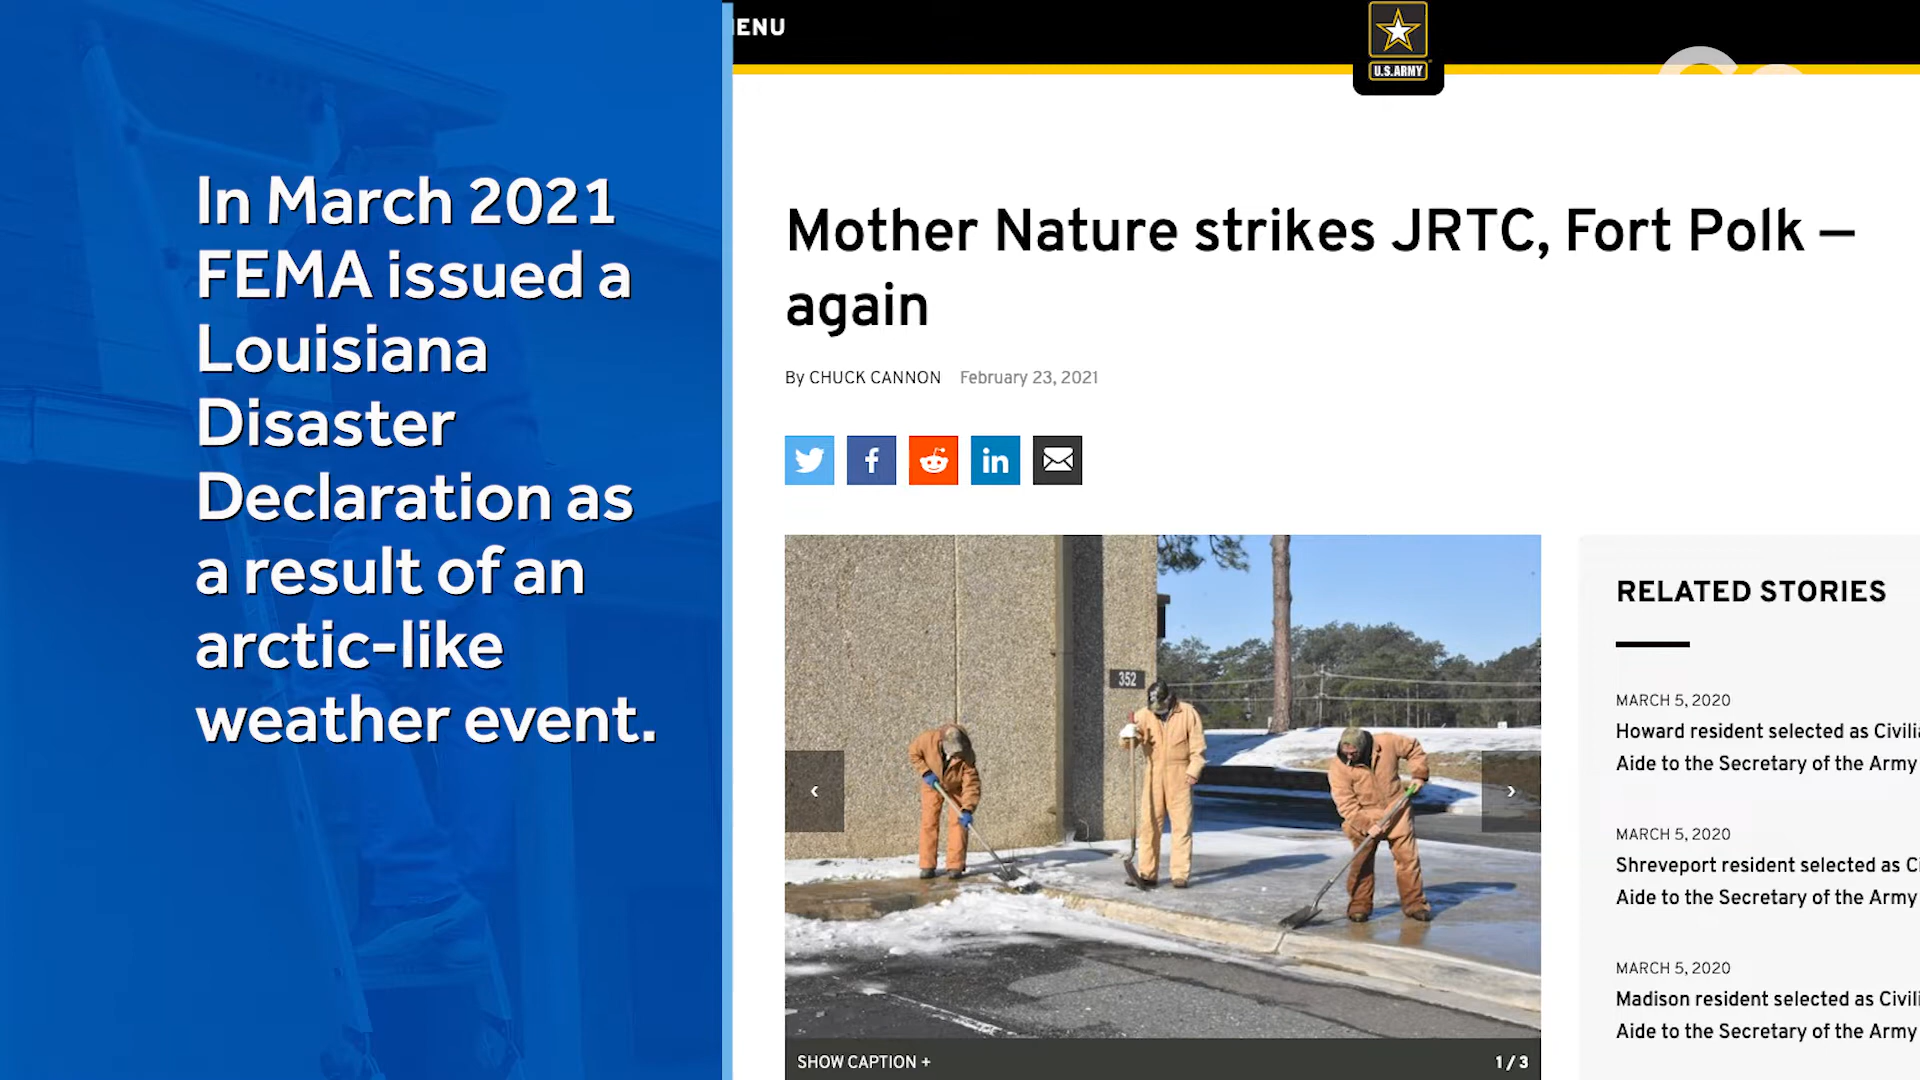 In March 2021
FEMA issued a
Louisiana
Disaster
Declaration as
a result of an
arctic-like
weather event.
ENU
U.S.ARMY
Mother Nature strikes JRTC, Fort Polk —
again
By CHUCK CANNON February 23, 2021
f
in
352
SHOW CAPTION +
1 / 3
RELATED STORIES
MARCH 5, 2020
Howard resident selected as Civili
Aide to the Secretary of the Army
MARCH 5, 2020
Shreveport resident selected as Ci
Aide to the Secretary of the Army
MARCH 5, 2020
Madison resident selected as Civili
Aide to the Secretary of the Army